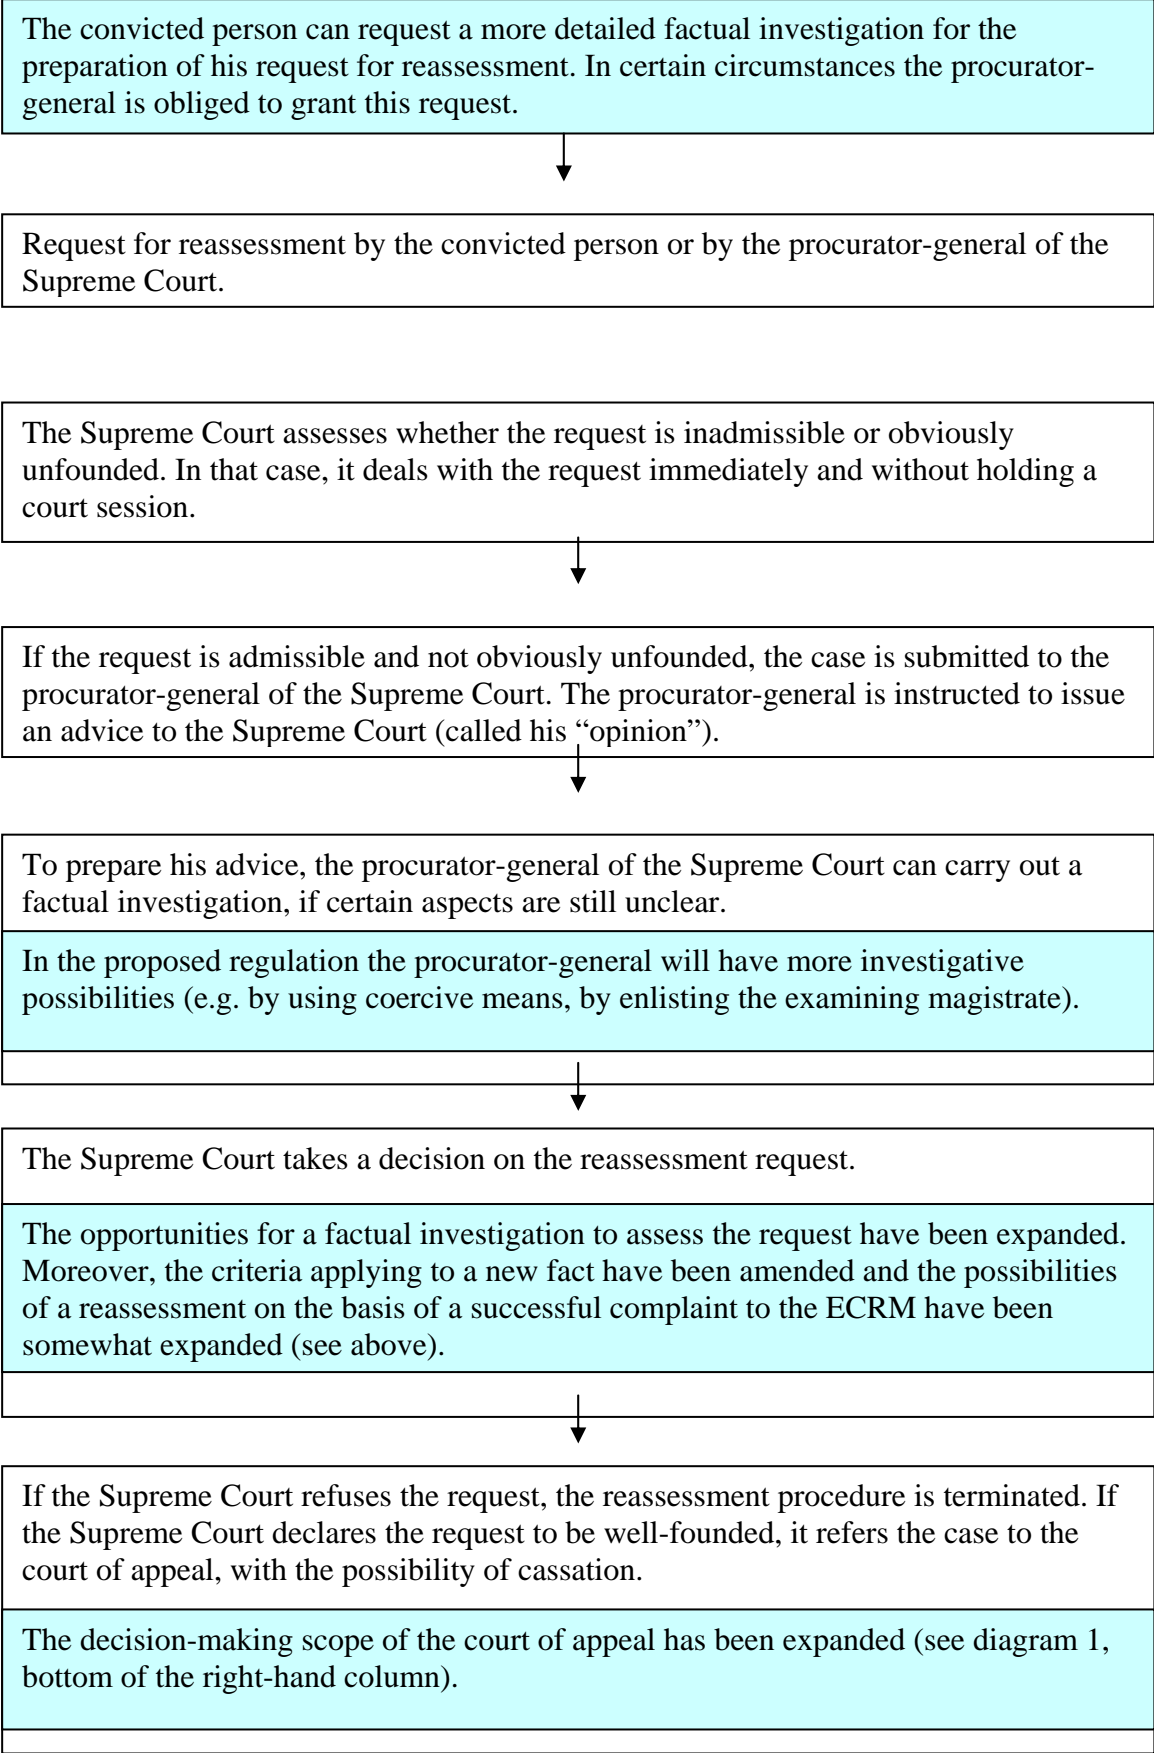 The convicted person can request a more detailed factual investigation for the
preparation of his request for reassessment. In certain circumstances the procurator-
general is obliged to grant this request.
Request for reassessment by the convicted person or by the procurator-general of the
Supreme Court.
The Supreme Court assesses whether the request is inadmissible or obviously
unfounded. In that case, it deals with the request immediately and without holding a
court session.
If the request is admissible and not obviously unfounded, the case is submitted to the
procurator-general of the Supreme Court. The procurator-general is instructed to issue
an advice to the Supreme Court (called his “opinion”).
To prepare his advice, the procurator-general of the Supreme Court can carry out a
factual investigation, if certain aspects are still unclear.
In the proposed regulation the procurator-general will have more investigative
possibilities (e.g. by using coercive means, by enlisting the examining magistrate).
The Supreme Court takes a decision on the reassessment request.
The opportunities for a factual investigation to assess the request have been expanded.
Moreover, the criteria applying to a new fact have been amended and the possibilities
of a reassessment on the basis of a successful complaint to the ECRM have been
somewhat expanded (see above).
If the Supreme Court refuses the request, the reassessment procedure is terminated. If
the Supreme Court declares the request to be well-founded, it refers the case to the
court of appeal, with the possibility of cassation.
The decision-making scope of the court of appeal has been expanded (see diagram 1,
bottom of the right-hand column).